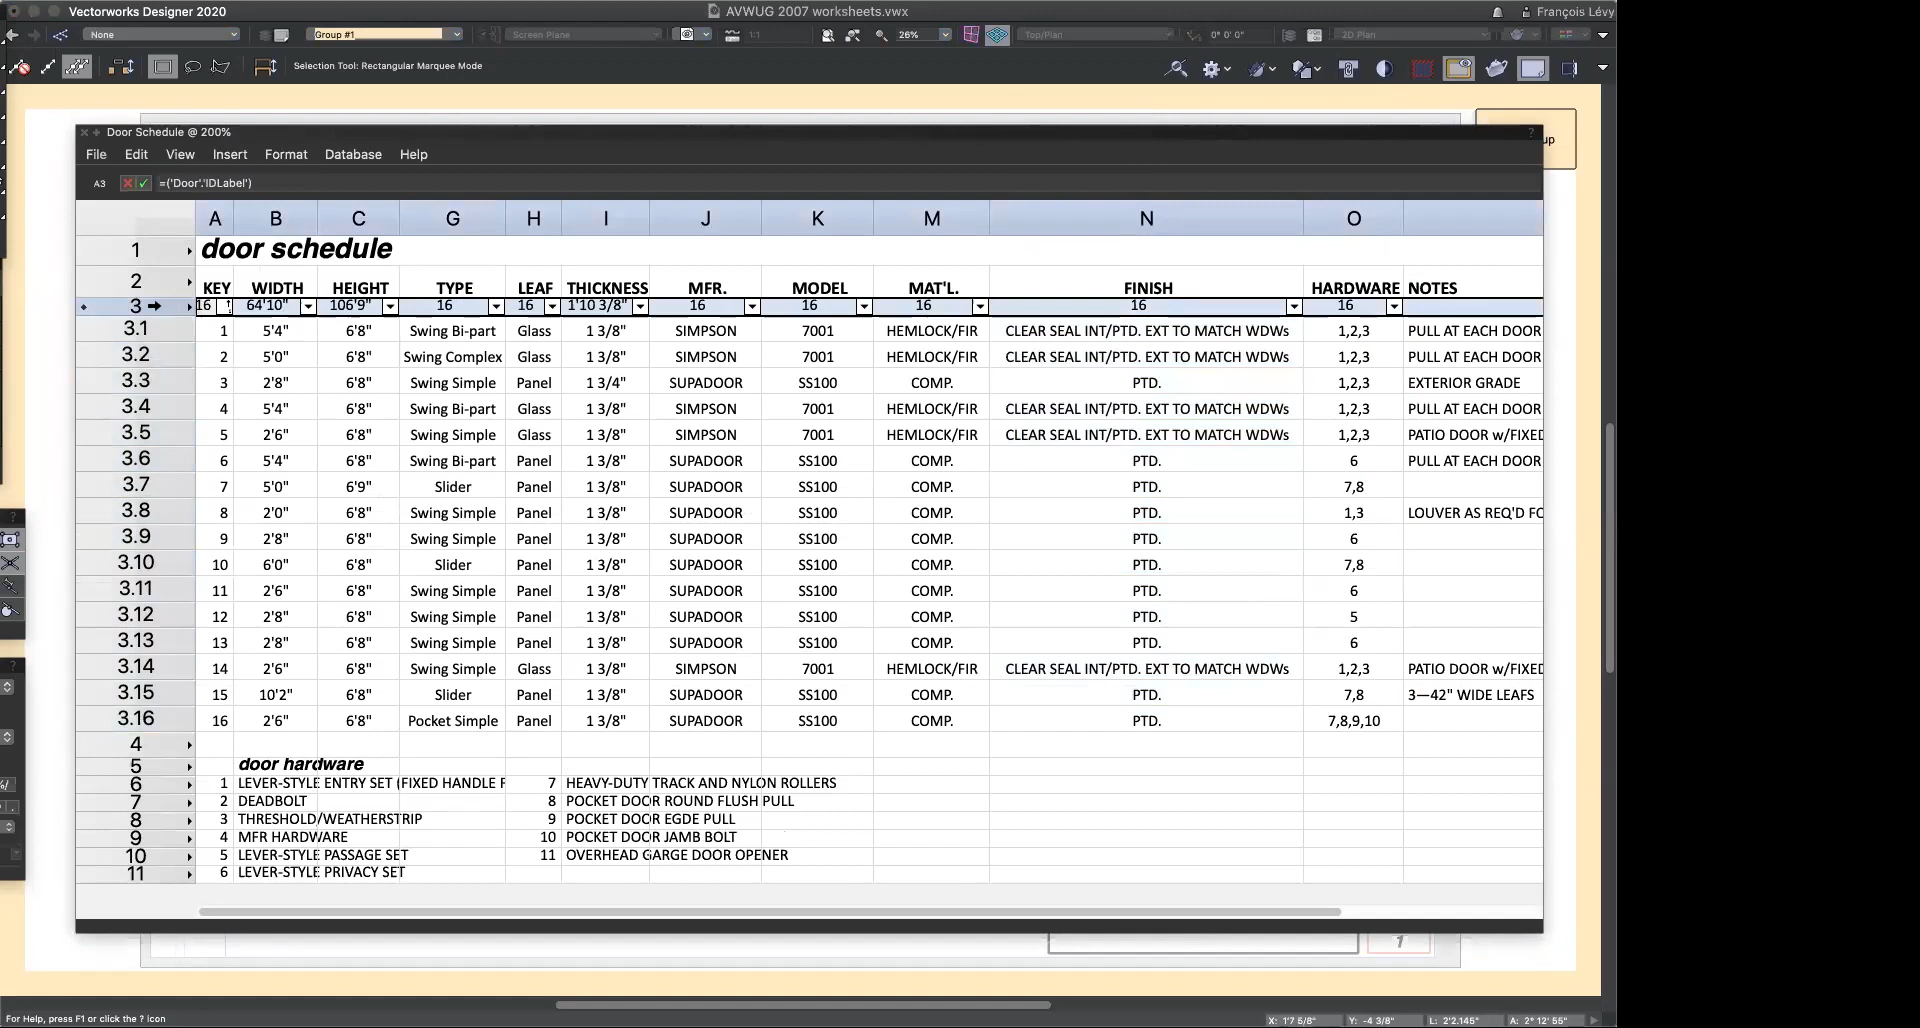 Vectorworks Designer 2020
AVWUG 2007 worksheets.vwx
François Lévy
None
Group #1
Screen Plane
1:1
26%
Top/Plan
0° 0' 0"
2D Plan
Selection Tool: Rectangular Marquee Mode
up
Door Schedule @ 200%
?
File Edit View Insert Format Database Help
A3 =('Door'.'IDLabel')
A B C G H I J K M N O
1 door schedule
2 KEY WIDTH HEIGHT TYPE LEAF THICKNESS MFR. MODEL MAT'L. FINISH HARDWARE NOTES
3 16 64'10" 106'9" 16 16 1'10 3/8" 16 16 16 16 16
3.1 1 5'4" 6'8" Swing Bi-part Glass 1 3/8" SIMPSON 7001 HEMLOCK/FIR CLEAR SEAL INT/PTD. EXT TO MATCH WDWs 1,2,3 PULL AT EACH DOOR
3.2 2 5'0" 6'8" Swing Complex Glass 1 3/8" SIMPSON 7001 HEMLOCK/FIR CLEAR SEAL INT/PTD. EXT TO MATCH WDWs 1,2,3 PULL AT EACH DOOR
3.3 3 2'8" 6'8" Swing Simple Panel 1 3/4" SUPADOOR SS100 COMP. PTD. 1,2,3 EXTERIOR GRADE
3.4 4 5'4" 6'8" Swing Bi-part Glass 1 3/8" SIMPSON 7001 HEMLOCK/FIR CLEAR SEAL INT/PTD. EXT TO MATCH WDWs 1,2,3 PULL AT EACH DOOR
3.5 5 2'6" 6'8" Swing Simple Glass 1 3/8" SIMPSON 7001 HEMLOCK/FIR CLEAR SEAL INT/PTD. EXT TO MATCH WDWs 1,2,3 PATIO DOOR w/FIXED
3.6 6 5'4" 6'8" Swing Bi-part Panel 1 3/8" SUPADOOR SS100 COMP. PTD. 6 PULL AT EACH DOOR
3.7 7 5'0" 6'9" Slider Panel 1 3/8" SUPADOOR SS100 COMP. PTD. 7,8
3.8 8 2'0" 6'8" Swing Simple Panel 1 3/8" SUPADOOR SS100 COMP. PTD. 1,3 LOUVER AS REQ'D FO
3.9 9 2'8" 6'8" Swing Simple Panel 1 3/8" SUPADOOR SS100 COMP. PTD. 6
3.10 10 6'0" 6'8" Slider Panel 1 3/8" SUPADOOR SS100 COMP. PTD. 7,8
3.11 11 2'6" 6'8" Swing Simple Panel 1 3/8" SUPADOOR SS100 COMP. PTD. 6
3.12 12 2'8" 6'8" Swing Simple Panel 1 3/8" SUPADOOR SS100 COMP. PTD. 5
3.13 13 2'8" 6'8" Swing Simple Panel 1 3/8" SUPADOOR SS100 COMP. PTD. 6
3.14 14 2'6" 6'8" Swing Simple Glass 1 3/8" SIMPSON 7001 HEMLOCK/FIR CLEAR SEAL INT/PTD. EXT TO MATCH WDWs 1,2,3 PATIO DOOR w/FIXED
3.15 15 10'2" 6'8" Slider Panel 1 3/8" SUPADOOR SS100 COMP. PTD. 7,8 3—42" WIDE LEAFS
3.16 16 2'6" 6'8" Pocket Simple Panel 1 3/8" SUPADOOR SS100 COMP. PTD. 7,8,9,10
4
5 door hardware
6 1 LEVER-STYLE ENTRY SET (FIXED HANDLE F 7 HEAVY-DUTY TRACK AND NYLON ROLLERS
7 2 DEADBOLT 8 POCKET DOOR ROUND FLUSH PULL
8 3 THRESHOLD/WEATHERSTRIP 9 POCKET DOOR EGDE PULL
9 4 MFR HARDWARE 10 POCKET DOOR JAMB BOLT
10 5 LEVER-STYLE PASSAGE SET 11 OVERHEAD GARGE DOOR OPENER
11 6 LEVER-STYLE PRIVACY SET
1
For Help, press F1 or click the ? icon
X: 1'7 5/8" Y: -4 3/8" L: 2'2.145" A: 2° 12' 55"